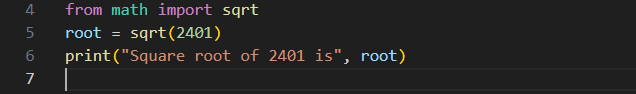 4 from math import sqrt
5 root = sqrt(2401)
6 print("Square root of 2401 is", root)
7